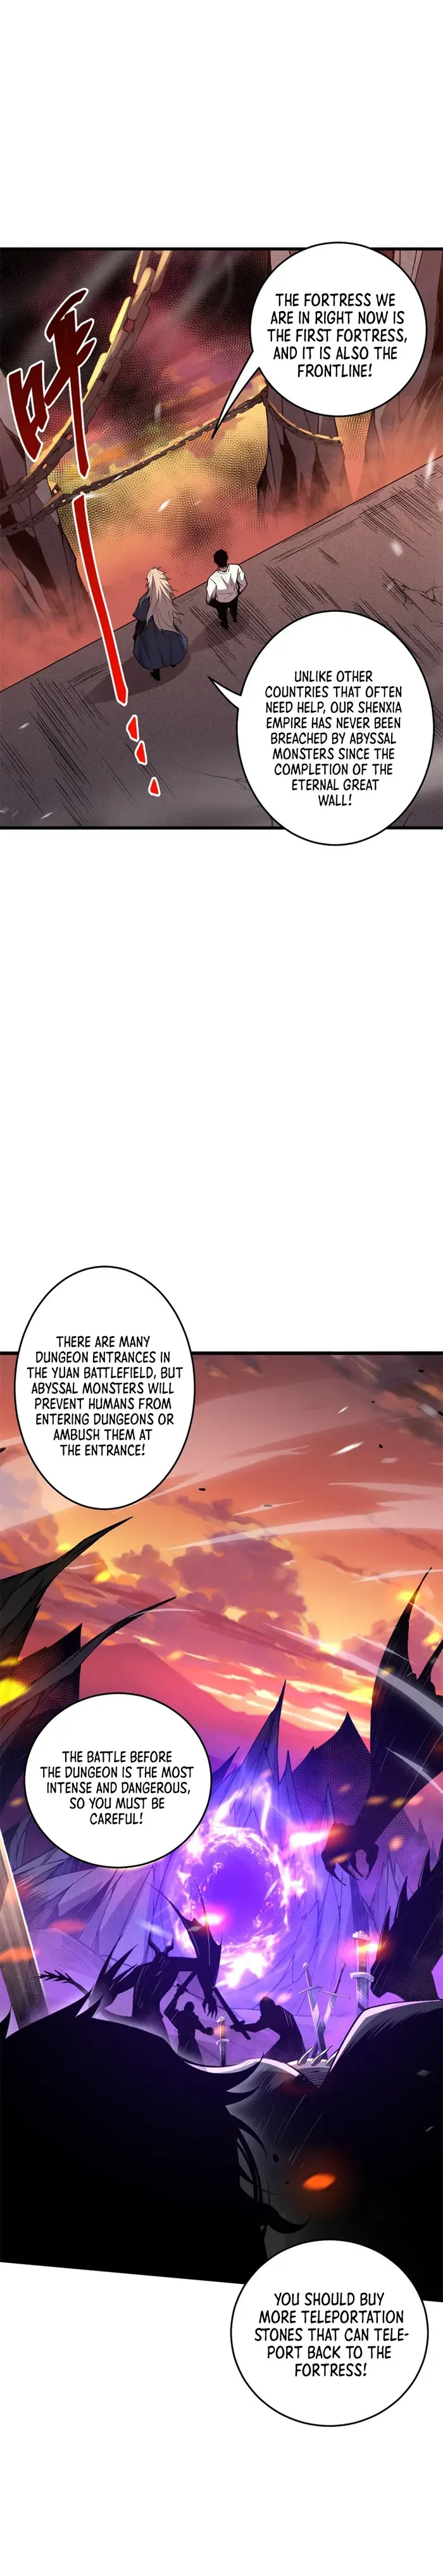 THE FORTRESS WE
ARE IN RIGHT NOW IS
THE FIRST FORTRESS,
AND IT IS ALSO THE
FRONTLINE!
UNLIKE OTHER
COUNTRIES THAT OFTEN
NEED HELP, OUR SHENXIA
EMPIRE HAS NEVER BEEN
BREACHED BY ABYSSAL
MONSTERS SINCE THE
COMPLETION OF THE
ETERNAL GREAT
WALL!
THERE ARE MANY
DUNGEON ENTRANCES IN
THE YUAN BATTLEFIELD, BUT
ABYSSAL MONSTERS WILL
PREVENT HUMANS FROM
ENTERING DUNGEONS OR
AMBUSH THEM AT
THE ENTRANCE!
THE BATTLE BEFORE
THE DUNGEON IS THE MOST
INTENSE AND DANGEROUS,
SO YOU MUST BE
CAREFUL!
YOU SHOULD BUY
MORE TELEPORTATION
STONES THAT CAN TELE-
PORT BACK TO THE
FORTRESS!